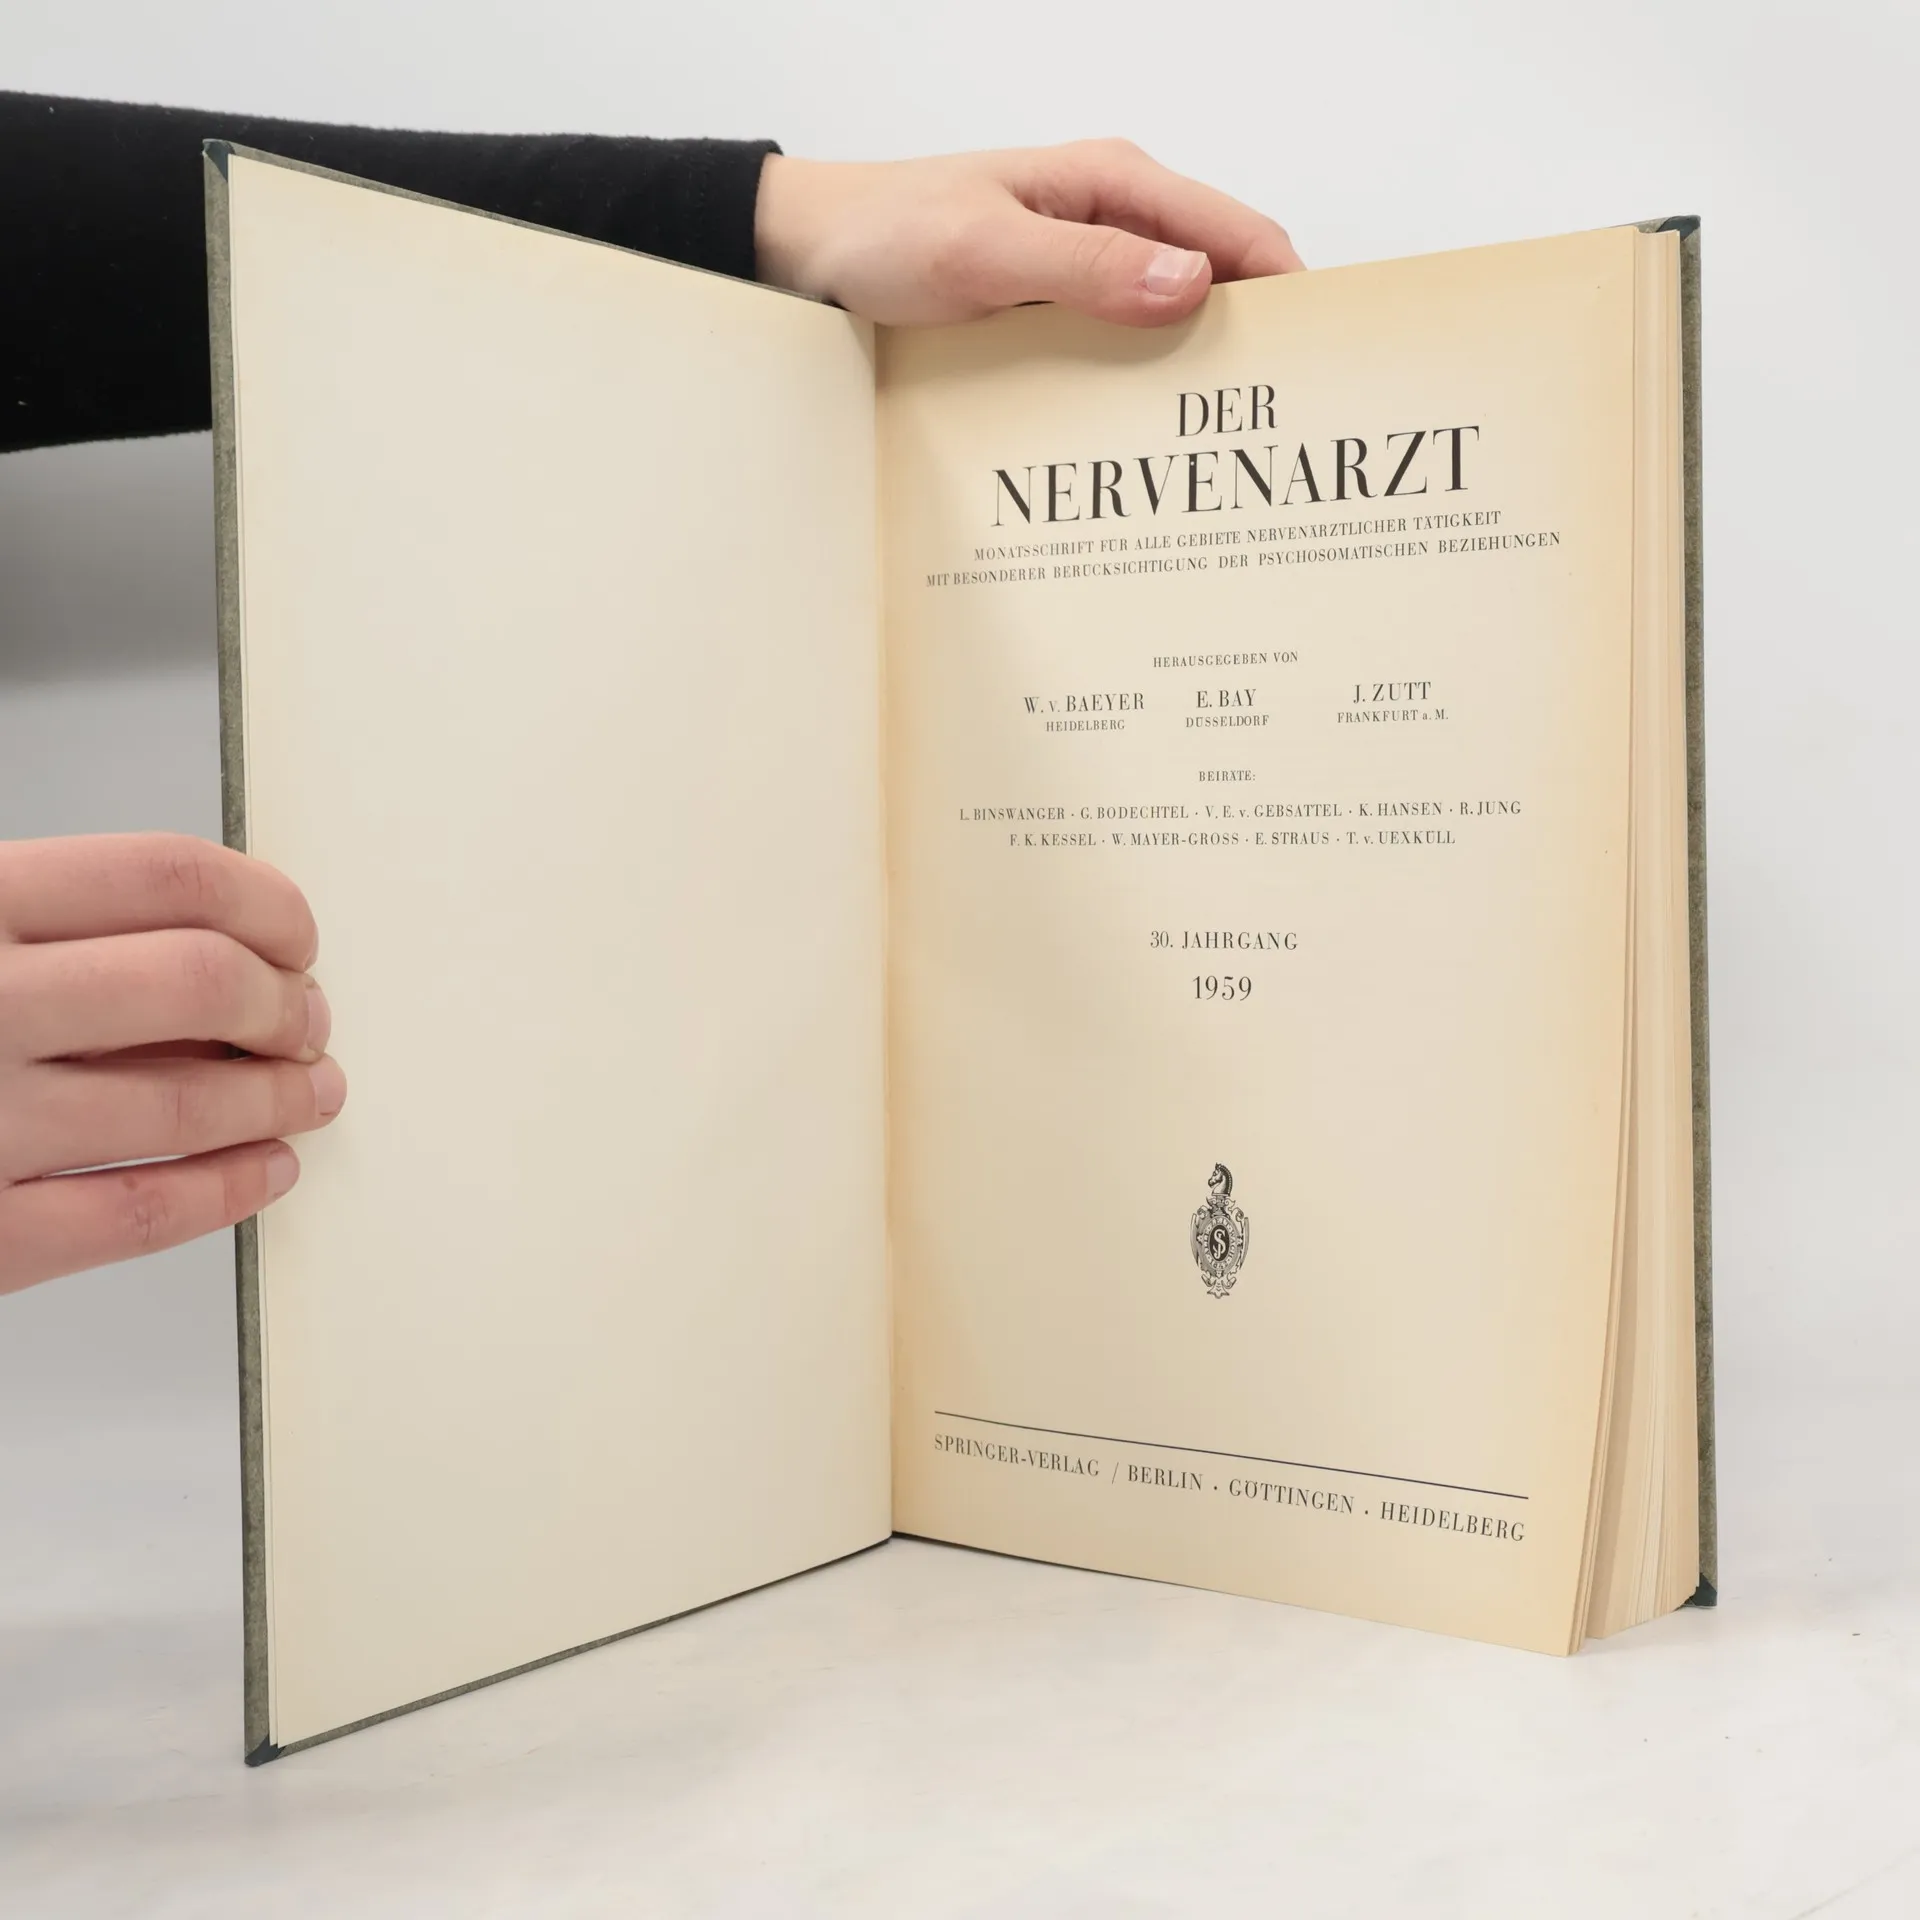 DER
NERVENARZT
MONATSSCHRIFT FÜR ALLE GEBIETE NERVENÄRZTLICHER TÄTIGKEIT
MIT BESONDERER BERÜCKSICHTIGUNG DER PSYCHOSOMATISCHEN BEZIEHUNGEN
HERAUSGEGEBEN VON
W. v. BAEYER E. BAY J. ZUTT
HEIDELBERG DÜSSELDORF FRANKFURT a. M.
BEIRÄTE:
L. BINSWANGER · G. BODECHTEL · V. E. v. GEBSATTEL · K. HANSEN · R. JUNG
F. K. KESSEL · W. MAYER-GROSS · E. STRAUS · T. v. UEXKÜLL
30. JAHRGANG
1959
SPRINGER-VERLAG / BERLIN · GÖTTINGEN · HEIDELBERG